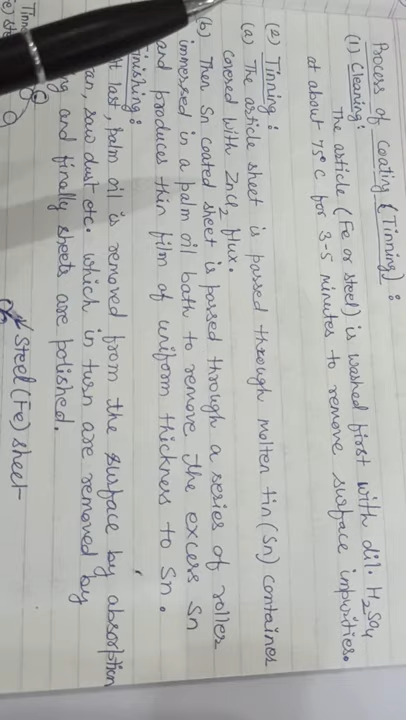 Process of Coating (Tinning) :
(1) Cleaning:
The article (Fe or steel) is washed first with dil. H2SO4
at about 75°C for 3-5 minutes to remove surface impurities.
(2) Tinning:
(a) The article sheet is passed through molten tin (Sn) container
covered with ZnCl2 flux.
(b) Then Sn coated sheet is passed through a series of roller
immersed in a palm oil bath to remove the excess Sn
and produces thin film of uniform thickness to Sn.
Finishing:
last, palm oil is removed from the surface by absorption
saw dust etc. which in turn are removed by
and finally sheets are polished.
Steel (Fe) sheet